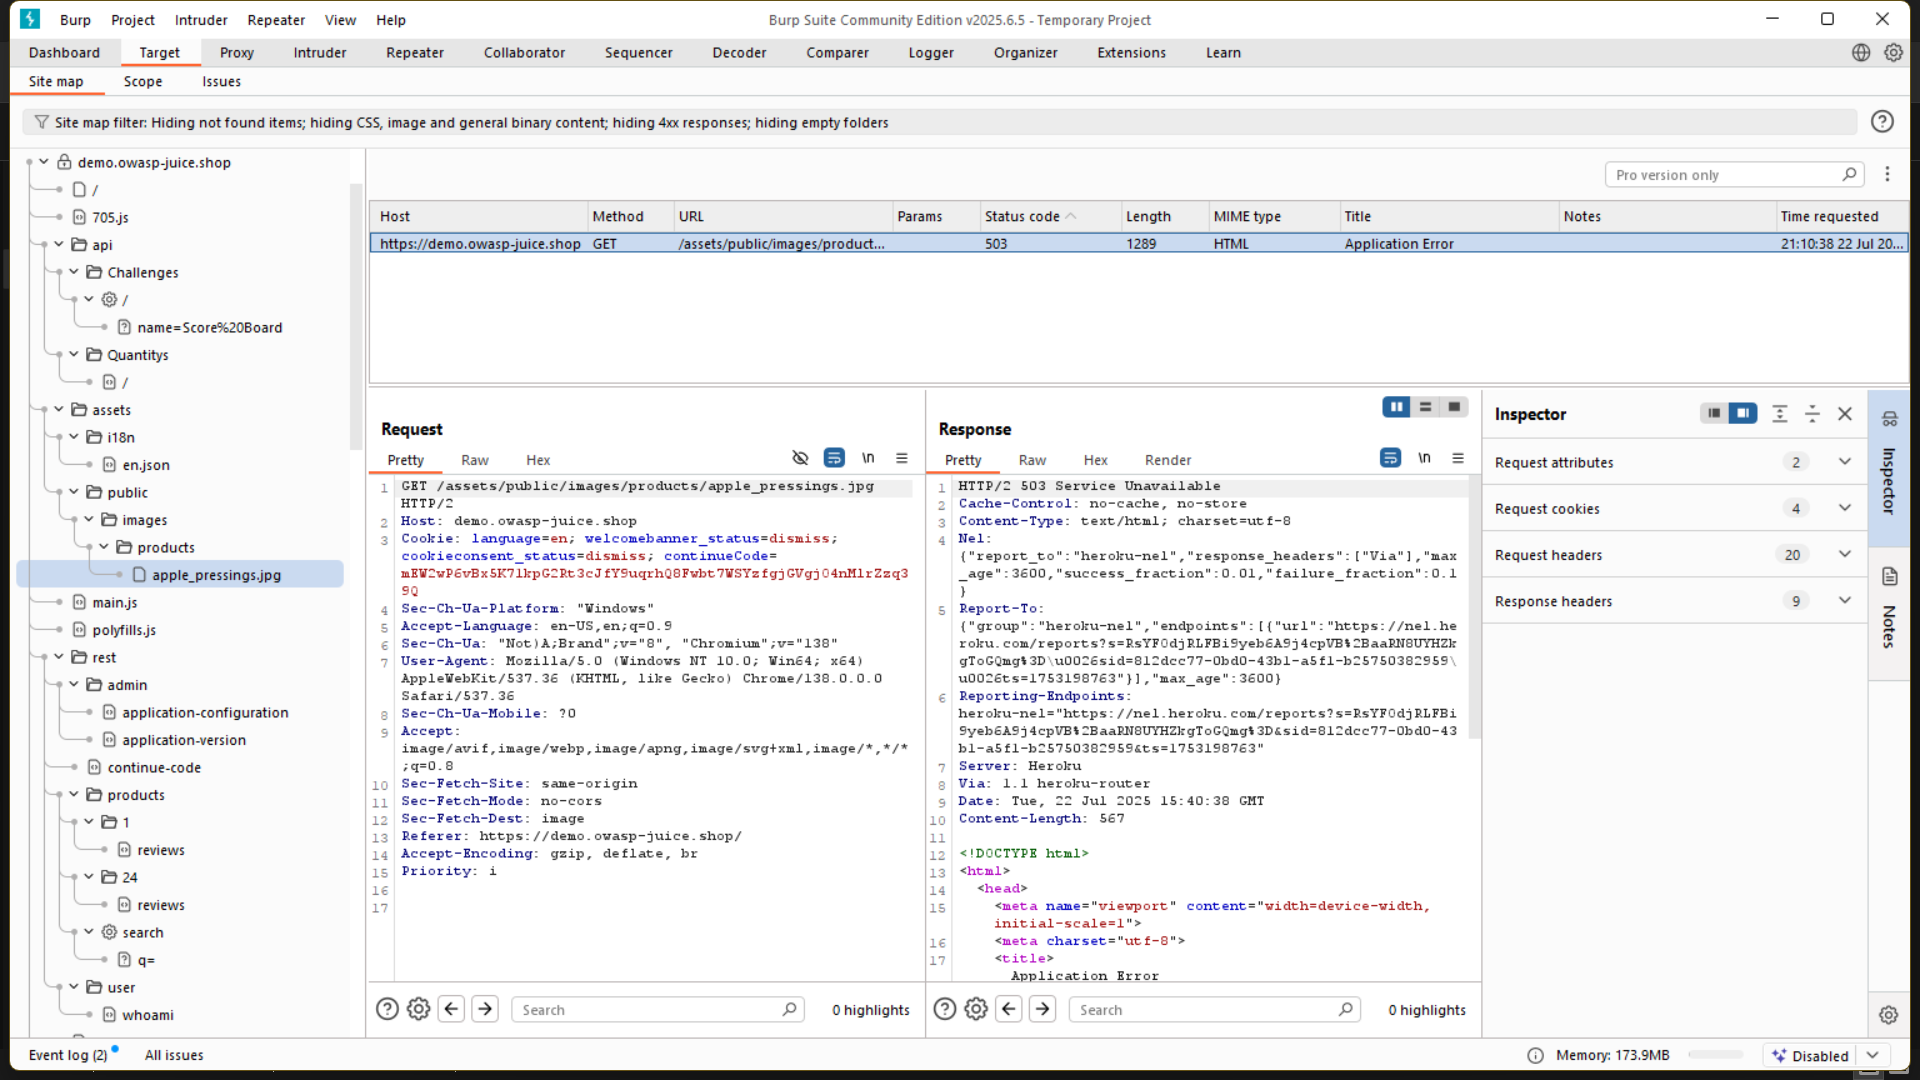 Burp Project Intruder Repeater View Help
Burp Suite Community Edition v2025.6.5 - Temporary Project
Dashboard Target Proxy Intruder Repeater Collaborator Sequencer Decoder Comparer Logger Organizer Extensions Learn
Site map Scope Issues
Site map filter: Hiding not found items; hiding CSS, image and general binary content; hiding 4xx responses; hiding empty folders
demo.owasp-juice.shop
/
705.js
api
Challenges
/
name=Score%20Board
Quantitys
/
assets
i18n
en.json
public
images
products
apple_pressings.jpg
main.js
polyfills.js
rest
admin
application-configuration
application-version
continue-code
products
1
reviews
24
reviews
search
q=
user
whoami
Pro version only
Host Method URL Params Status code Length MIME type Title Notes Time requested
https://demo.owasp-juice.shop GET /assets/public/images/product... 503 1289 HTML Application Error 21:10:38 22 Jul 20...
Request
Pretty Raw Hex
\n
1 GET /assets/public/images/products/apple_pressings.jpg
HTTP/2
2 Host: demo.owasp-juice.shop
3 Cookie: language=en; welcomebanner_status=dismiss;
cookieconsent_status=dismiss; continueCode=
mEW2wP6vBx5K7lkpG2Rt3cJfY9uqrhQ8Fwbt7WSYzfgjGVgjO4nMlrZzq3
9Q
4 Sec-Ch-Ua-Platform: "Windows"
5 Accept-Language: en-US,en;q=0.9
6 Sec-Ch-Ua: "Not)A;Brand";v="8", "Chromium";v="138"
7 User-Agent: Mozilla/5.0 (Windows NT 10.0; Win64; x64)
AppleWebKit/537.36 (KHTML, like Gecko) Chrome/138.0.0.0
Safari/537.36
8 Sec-Ch-Ua-Mobile: ?0
9 Accept:
image/avif,image/webp,image/apng,image/svg+xml,image/*,*/*
;q=0.8
10 Sec-Fetch-Site: same-origin
11 Sec-Fetch-Mode: no-cors
12 Sec-Fetch-Dest: image
13 Referer: https://demo.owasp-juice.shop/
14 Accept-Encoding: gzip, deflate, br
15 Priority: i
16
17
Search
0 highlights
Response
Pretty Raw Hex Render
\n
1 HTTP/2 503 Service Unavailable
2 Cache-Control: no-cache, no-store
3 Content-Type: text/html; charset=utf-8
4 Nel:
{"report_to":"heroku-nel","response_headers":["Via"],"max
_age":3600,"success_fraction":0.01,"failure_fraction":0.1
}
5 Report-To:
{"group":"heroku-nel","endpoints":[{"url":"https://nel.he
roku.com/reports?s=RsYF0djRLFBi9yeb6A9j4cpVB%2BaaRN8UYHZk
gToGQmg%3D\u0026sid=812dcc77-0bd0-43b1-a5f1-b25750382959\
u0026ts=1753198763"}],"max_age":3600}
6 Reporting-Endpoints:
heroku-nel="https://nel.heroku.com/reports?s=RsYF0djRLFBi
9yeb6A9j4cpVB%2BaaRN8UYHZkgToGQmg%3D&sid=812dcc77-0bd0-43
b1-a5f1-b25750382959&ts=1753198763"
7 Server: Heroku
8 Via: 1.1 heroku-router
9 Date: Tue, 22 Jul 2025 15:40:38 GMT
10 Content-Length: 567
11
12 <!DOCTYPE html>
13 <html>
14 <head>
15 <meta name="viewport" content="width=device-width,
initial-scale=1">
16 <meta charset="utf-8">
17 <title>
Application Error
Search
0 highlights
Inspector
Request attributes 2
Request cookies 4
Request headers 20
Response headers 9
Inspector
Notes
Event log (2) All issues
Memory: 173.9MB
Disabled